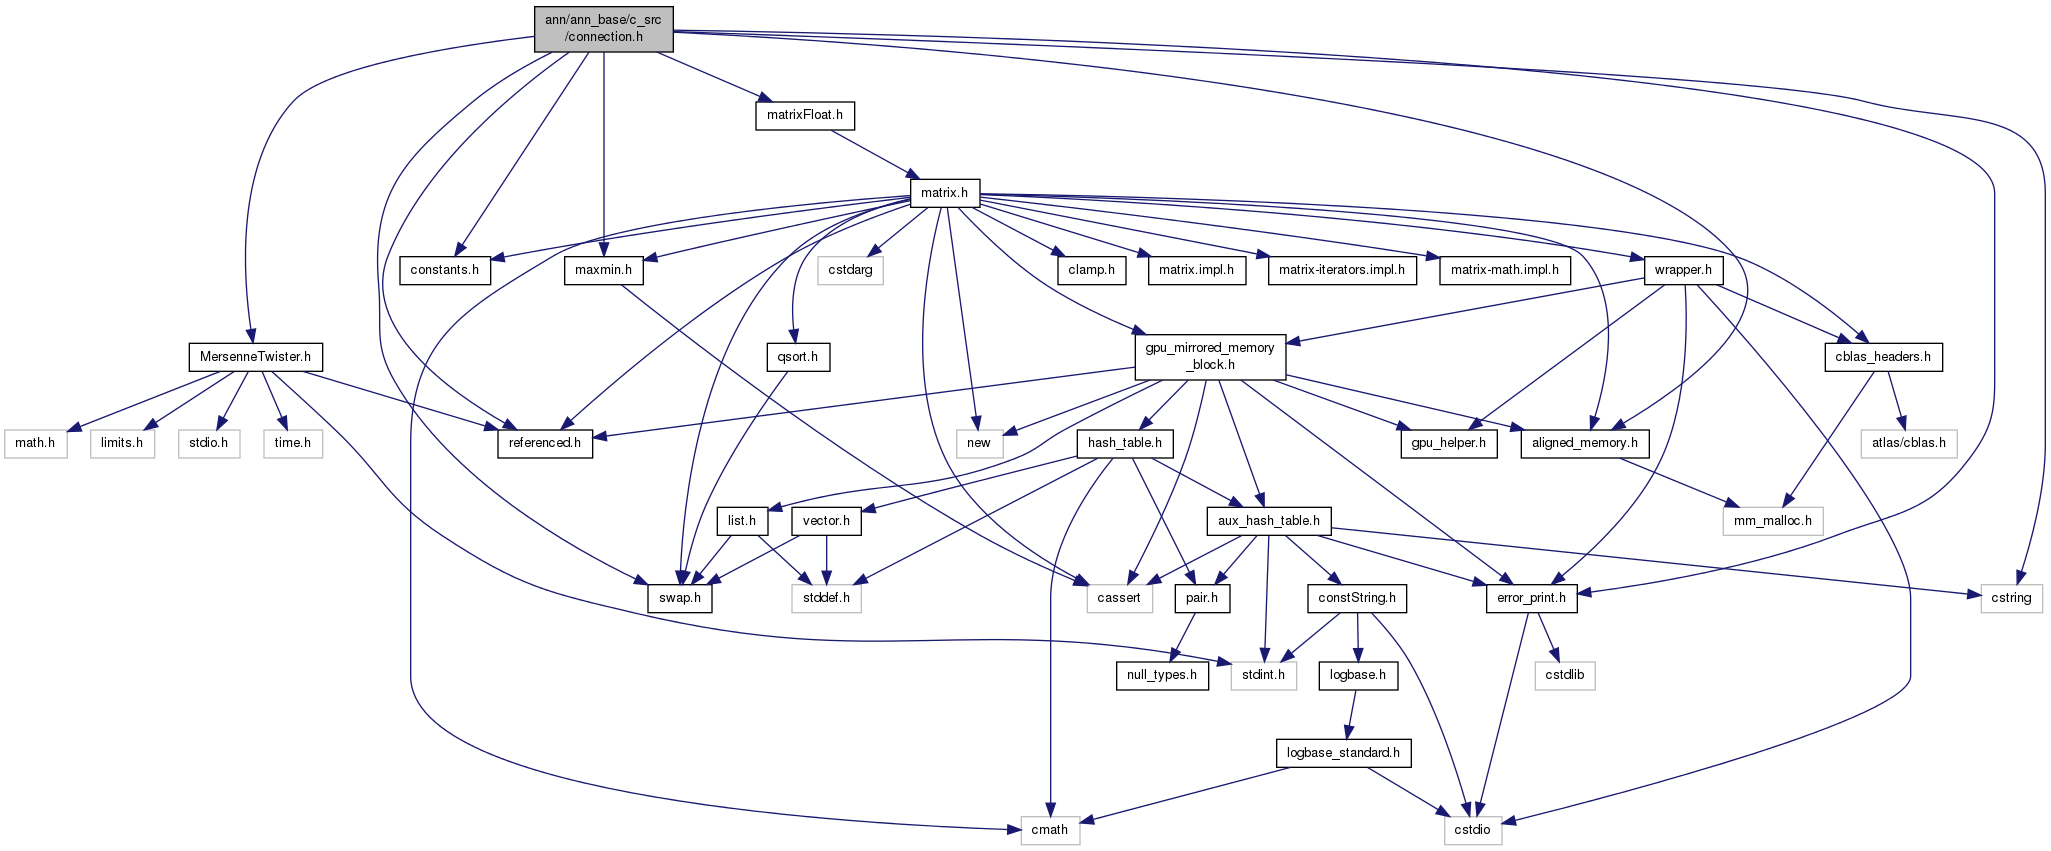 ann/ann_base/c_src
/connection.h
matrixFloat.h
matrix.h
constants.h
maxmin.h
cstdarg
clamp.h
matrix.impl.h
matrix-iterators.impl.h
matrix-math.impl.h
wrapper.h
MersenneTwister.h
qsort.h
gpu_mirrored_memory
_block.h
cblas_headers.h
math.h
limits.h
stdio.h
time.h
referenced.h
new
hash_table.h
gpu_helper.h
aligned_memory.h
atlas/cblas.h
list.h
vector.h
aux_hash_table.h
mm_malloc.h
swap.h
stddef.h
cassert
pair.h
constString.h
error_print.h
cstring
null_types.h
stdint.h
logbase.h
cstdlib
logbase_standard.h
cmath
cstdio